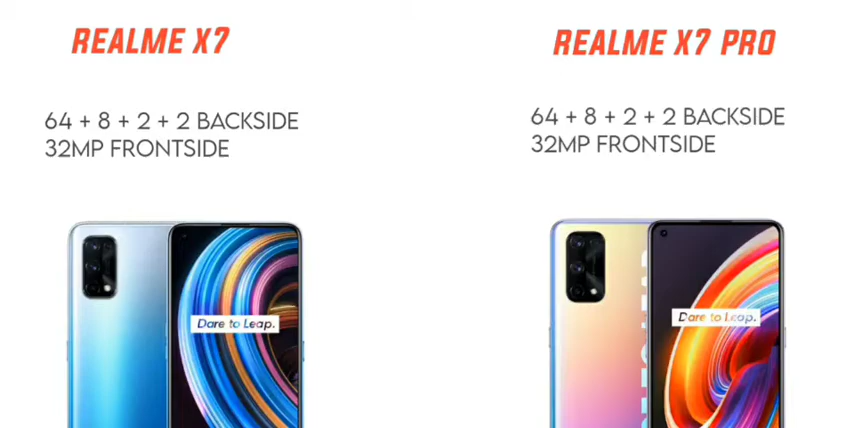 REALME X7
64 + 8 + 2 + 2 BACKSIDE
32MP FRONTSIDE
Dare to Leap.
REALME X7 PRO
64 + 8 + 2 + 2 BACKSIDE
32MP FRONTSIDE
Dare to Leap.